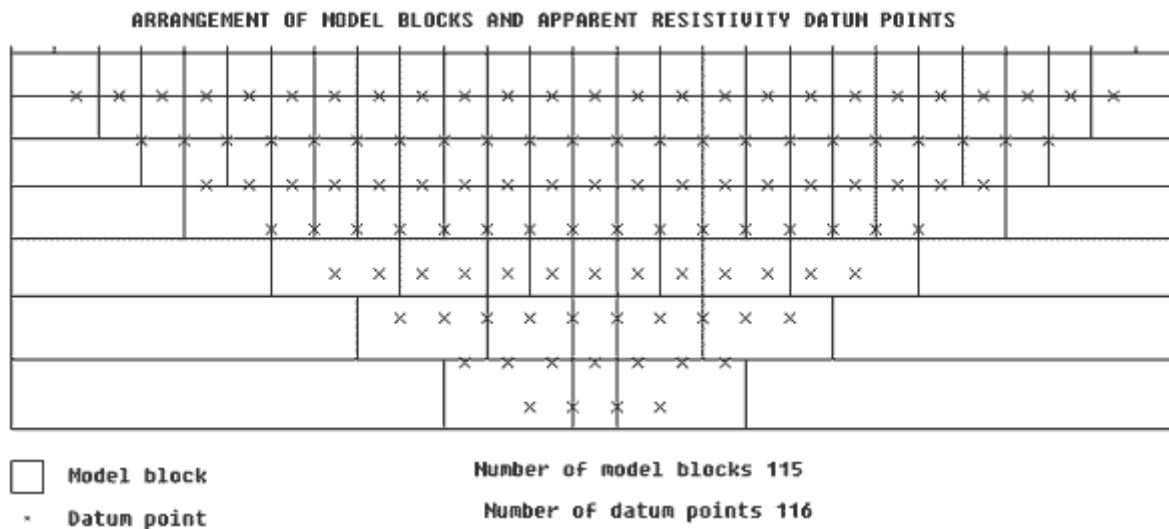 ARRANGEMENT OF MODEL BLOCKS AND APPARENT RESISTIVITY DATUM POINTS
Model block
Number of model blocks 115
Datum point
Number of datum points 116